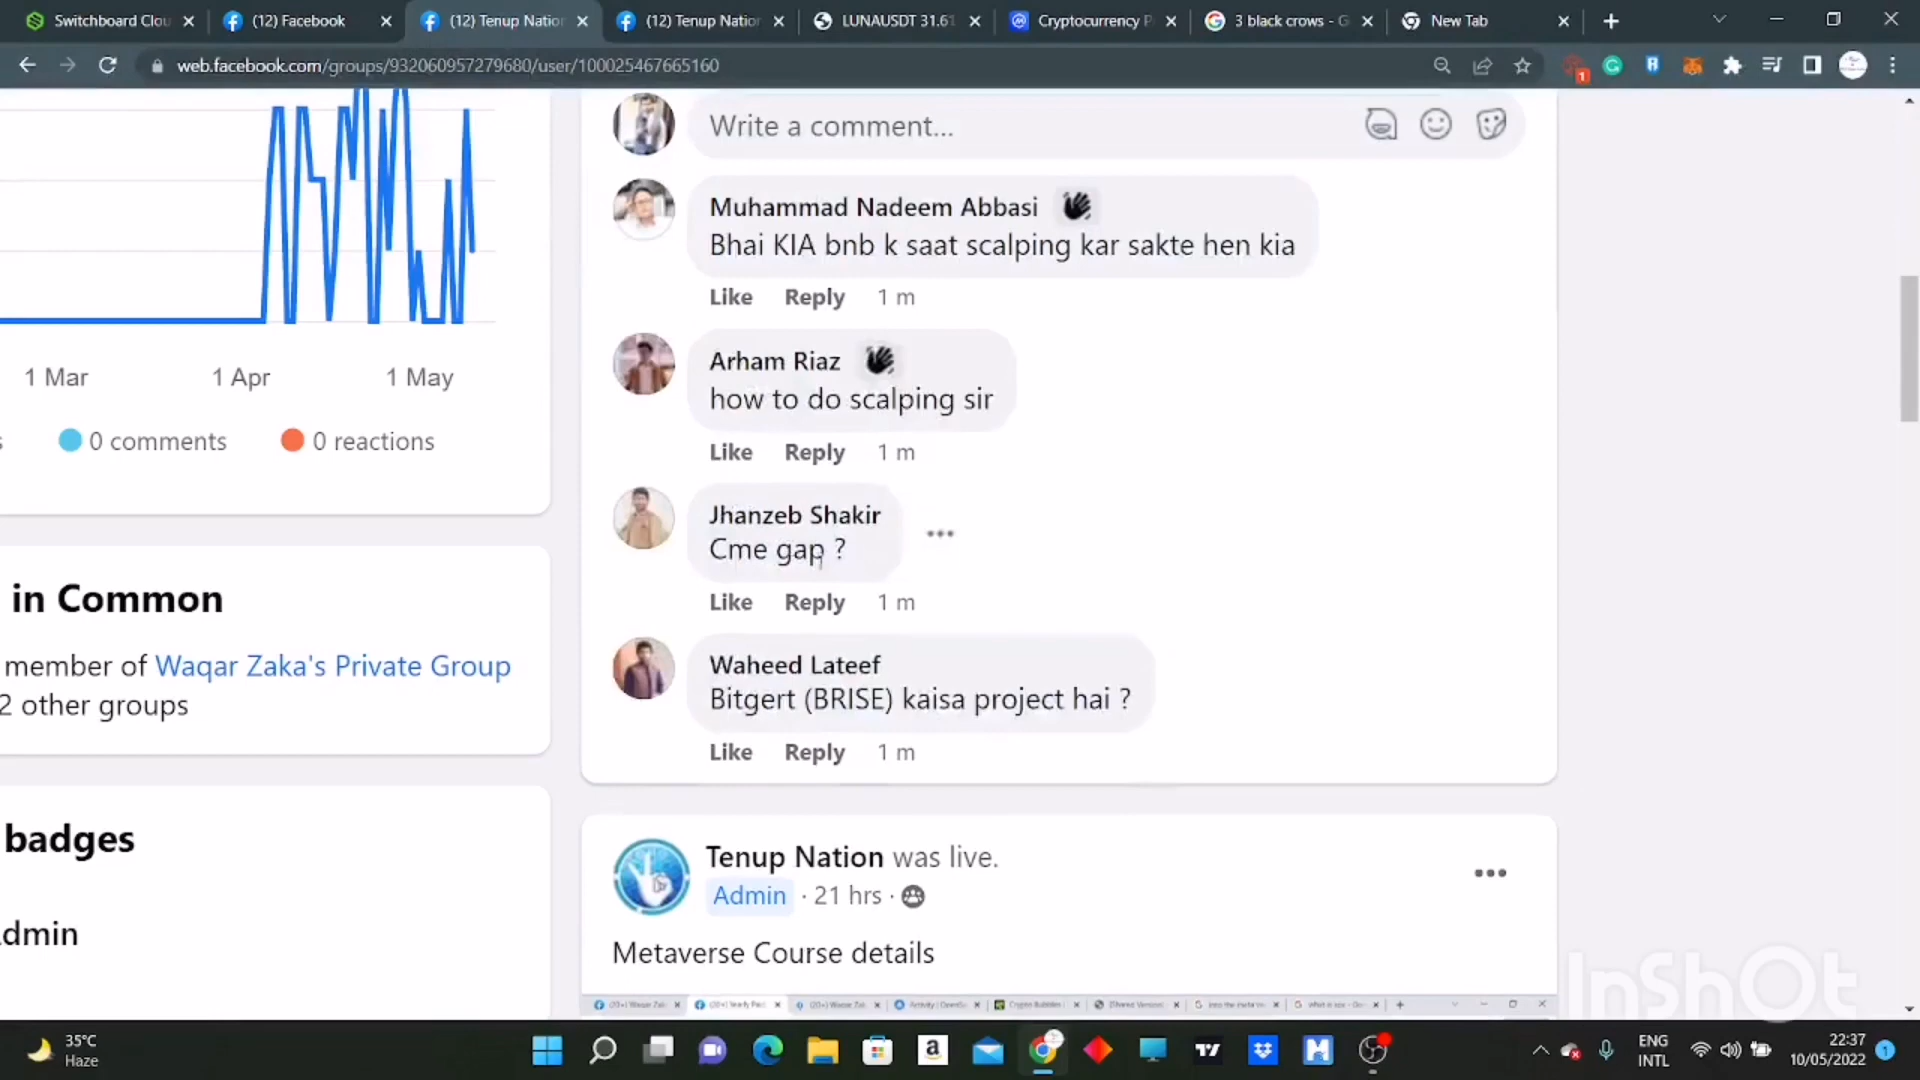 Switchboard Clou
(12) Facebook
(12) Tenup Nation
(12) Tenup Nation
LUNAUSDT 31.61
Cryptocurrency P
3 black crows - G
New Tab
web.facebook.com/groups/932060957279680/user/100025467665160
1
Write a comment...
Muhammad Nadeem Abbasi
Bhai KIA bnb k saat scalping kar sakte hen kia
Like Reply 1 m
Arham Riaz
how to do scalping sir
Like Reply 1 m
Jhanzeb Shakir
Cme gap ?
Like Reply 1 m
Waheed Lateef
Bitgert (BRISE) kaisa project hai ?
Like Reply 1 m
1 Mar 1 Apr 1 May
s 0 comments 0 reactions
in Common
member of Waqar Zaka's Private Group
2 other groups
badges
dmin
Tenup Nation was live.
Admin · 21 hrs ·
Metaverse Course details
InShOt
35°C
Haze
ENG
INTL
22:37
10/05/2022
1